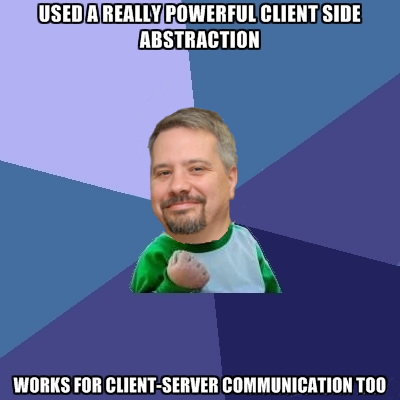 USED A REALLY POWERFUL CLIENT SIDE
ABSTRACTION
WORKS FOR CLIENT-SERVER COMMUNICATION TOO